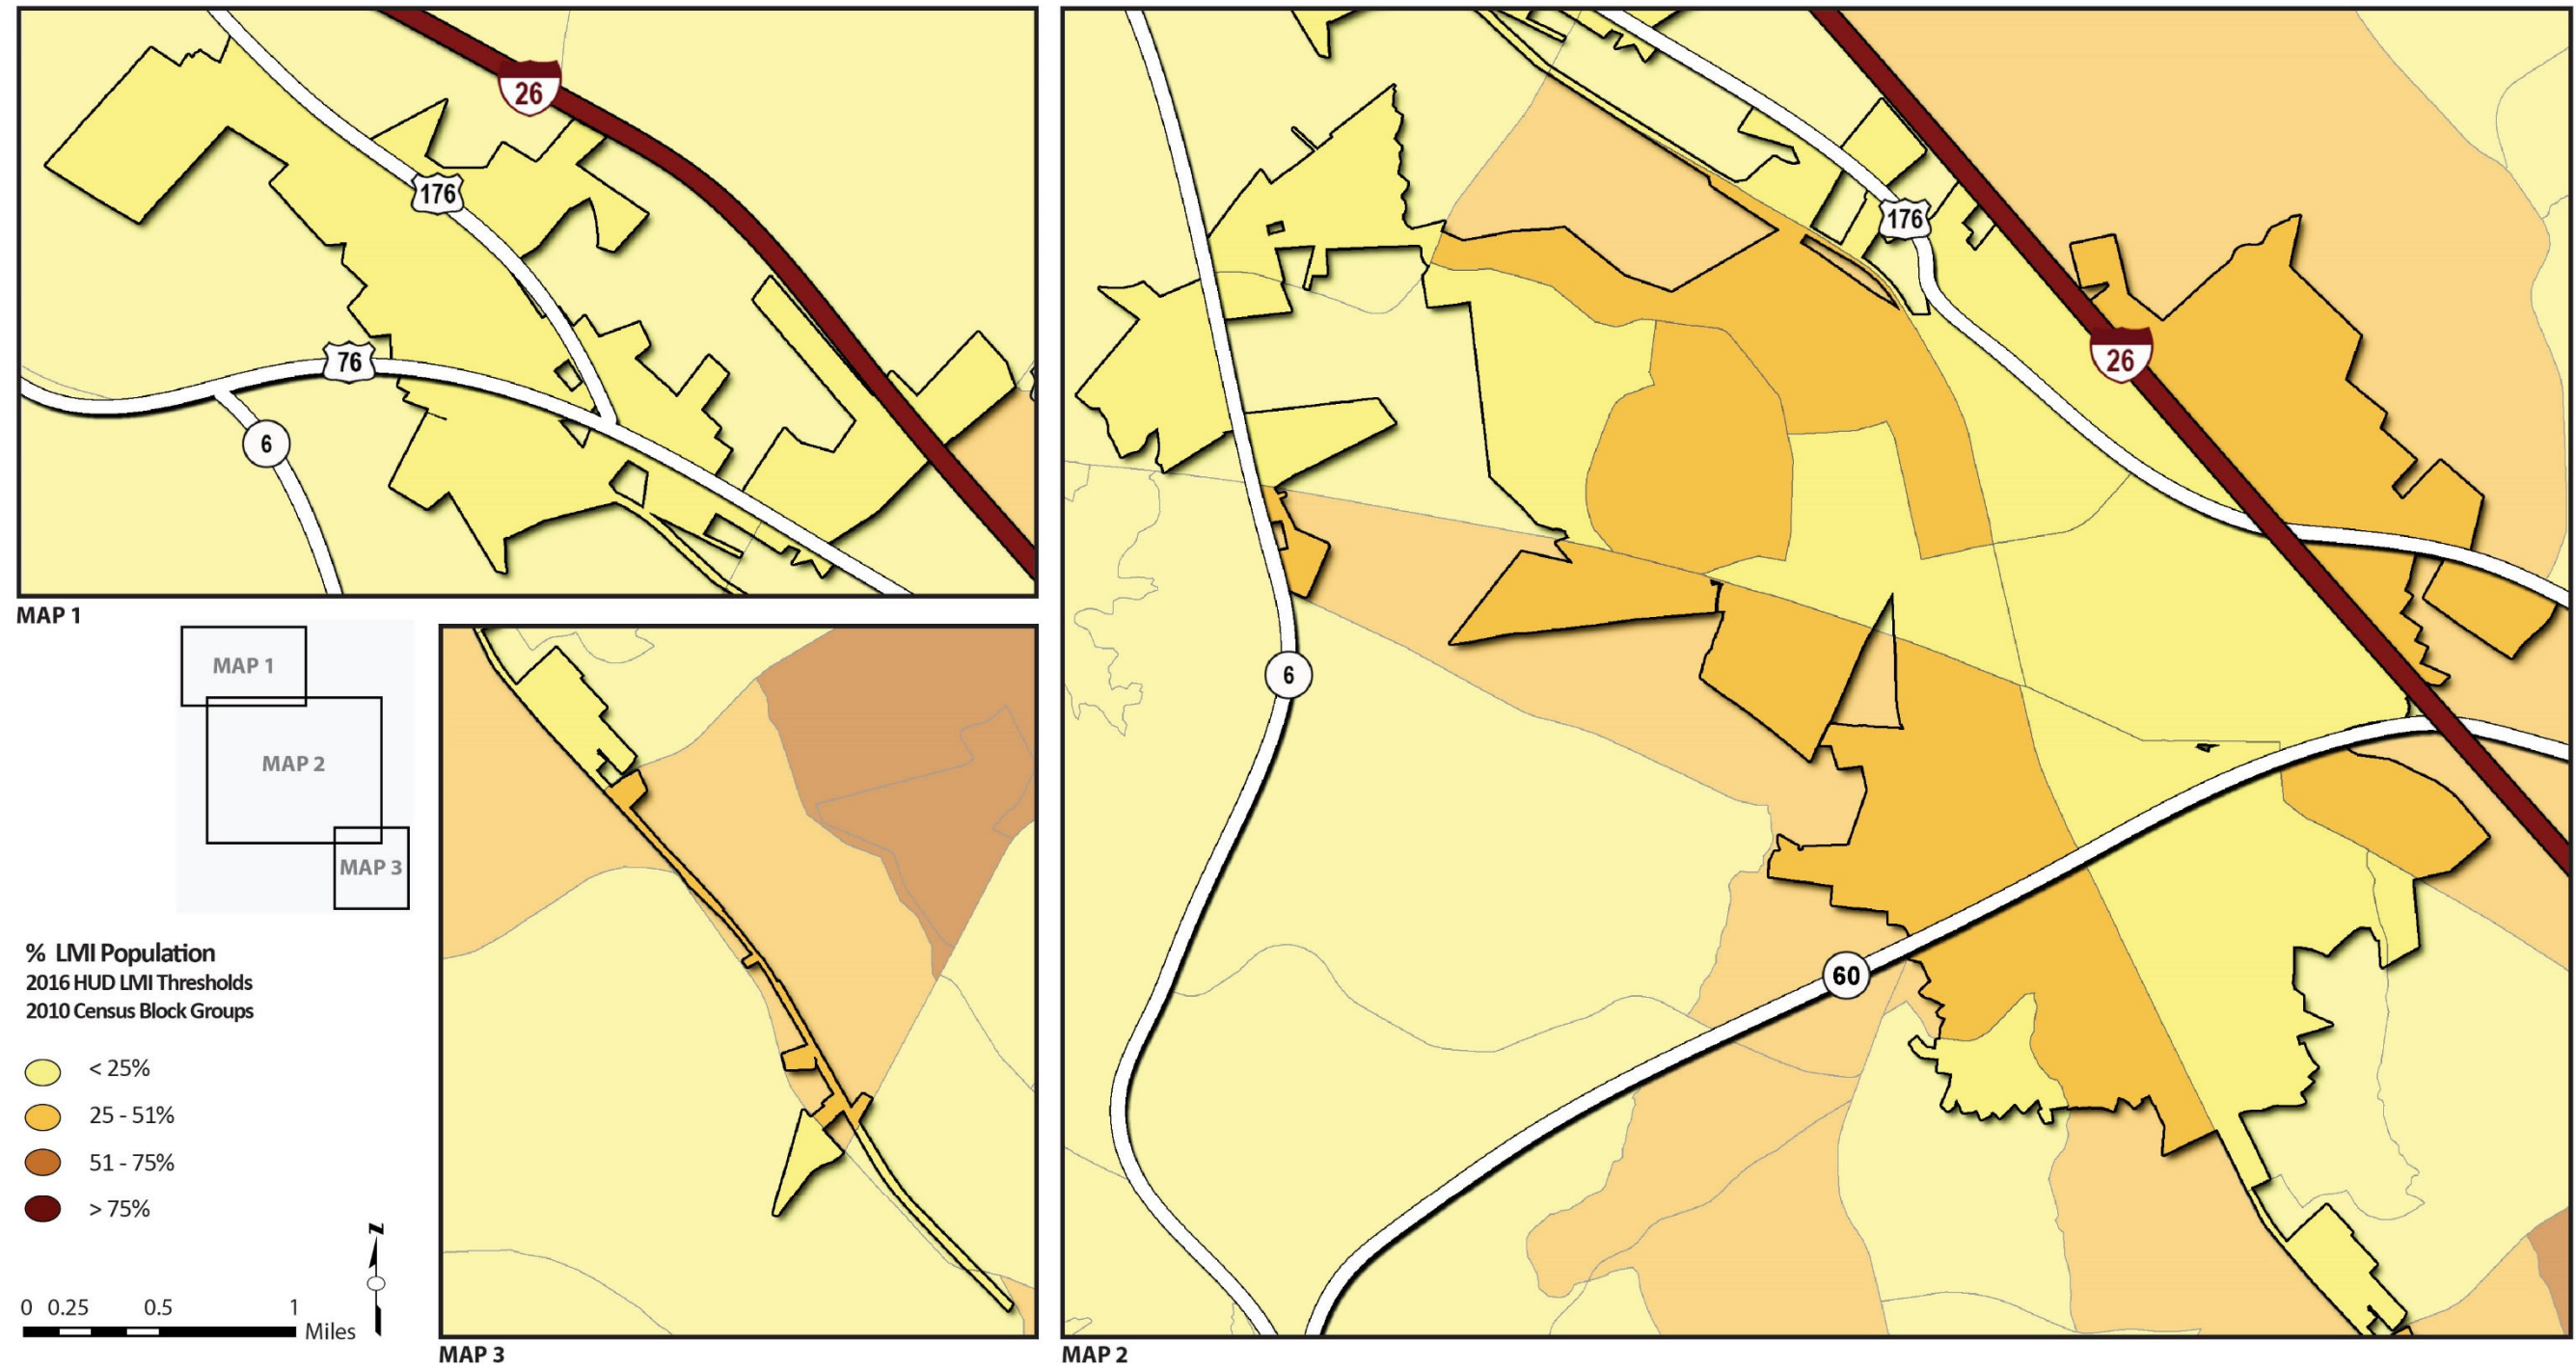 26
176
76
6
MAP 1
MAP 1
MAP 2
MAP 3
% LMI Population
2016 HUD LMI Thresholds
2010 Census Block Groups
< 25%
25 - 51%
51 - 75%
> 75%
0 0.25 0.5 1
Miles
N
MAP 3
176
26
6
60
MAP 2